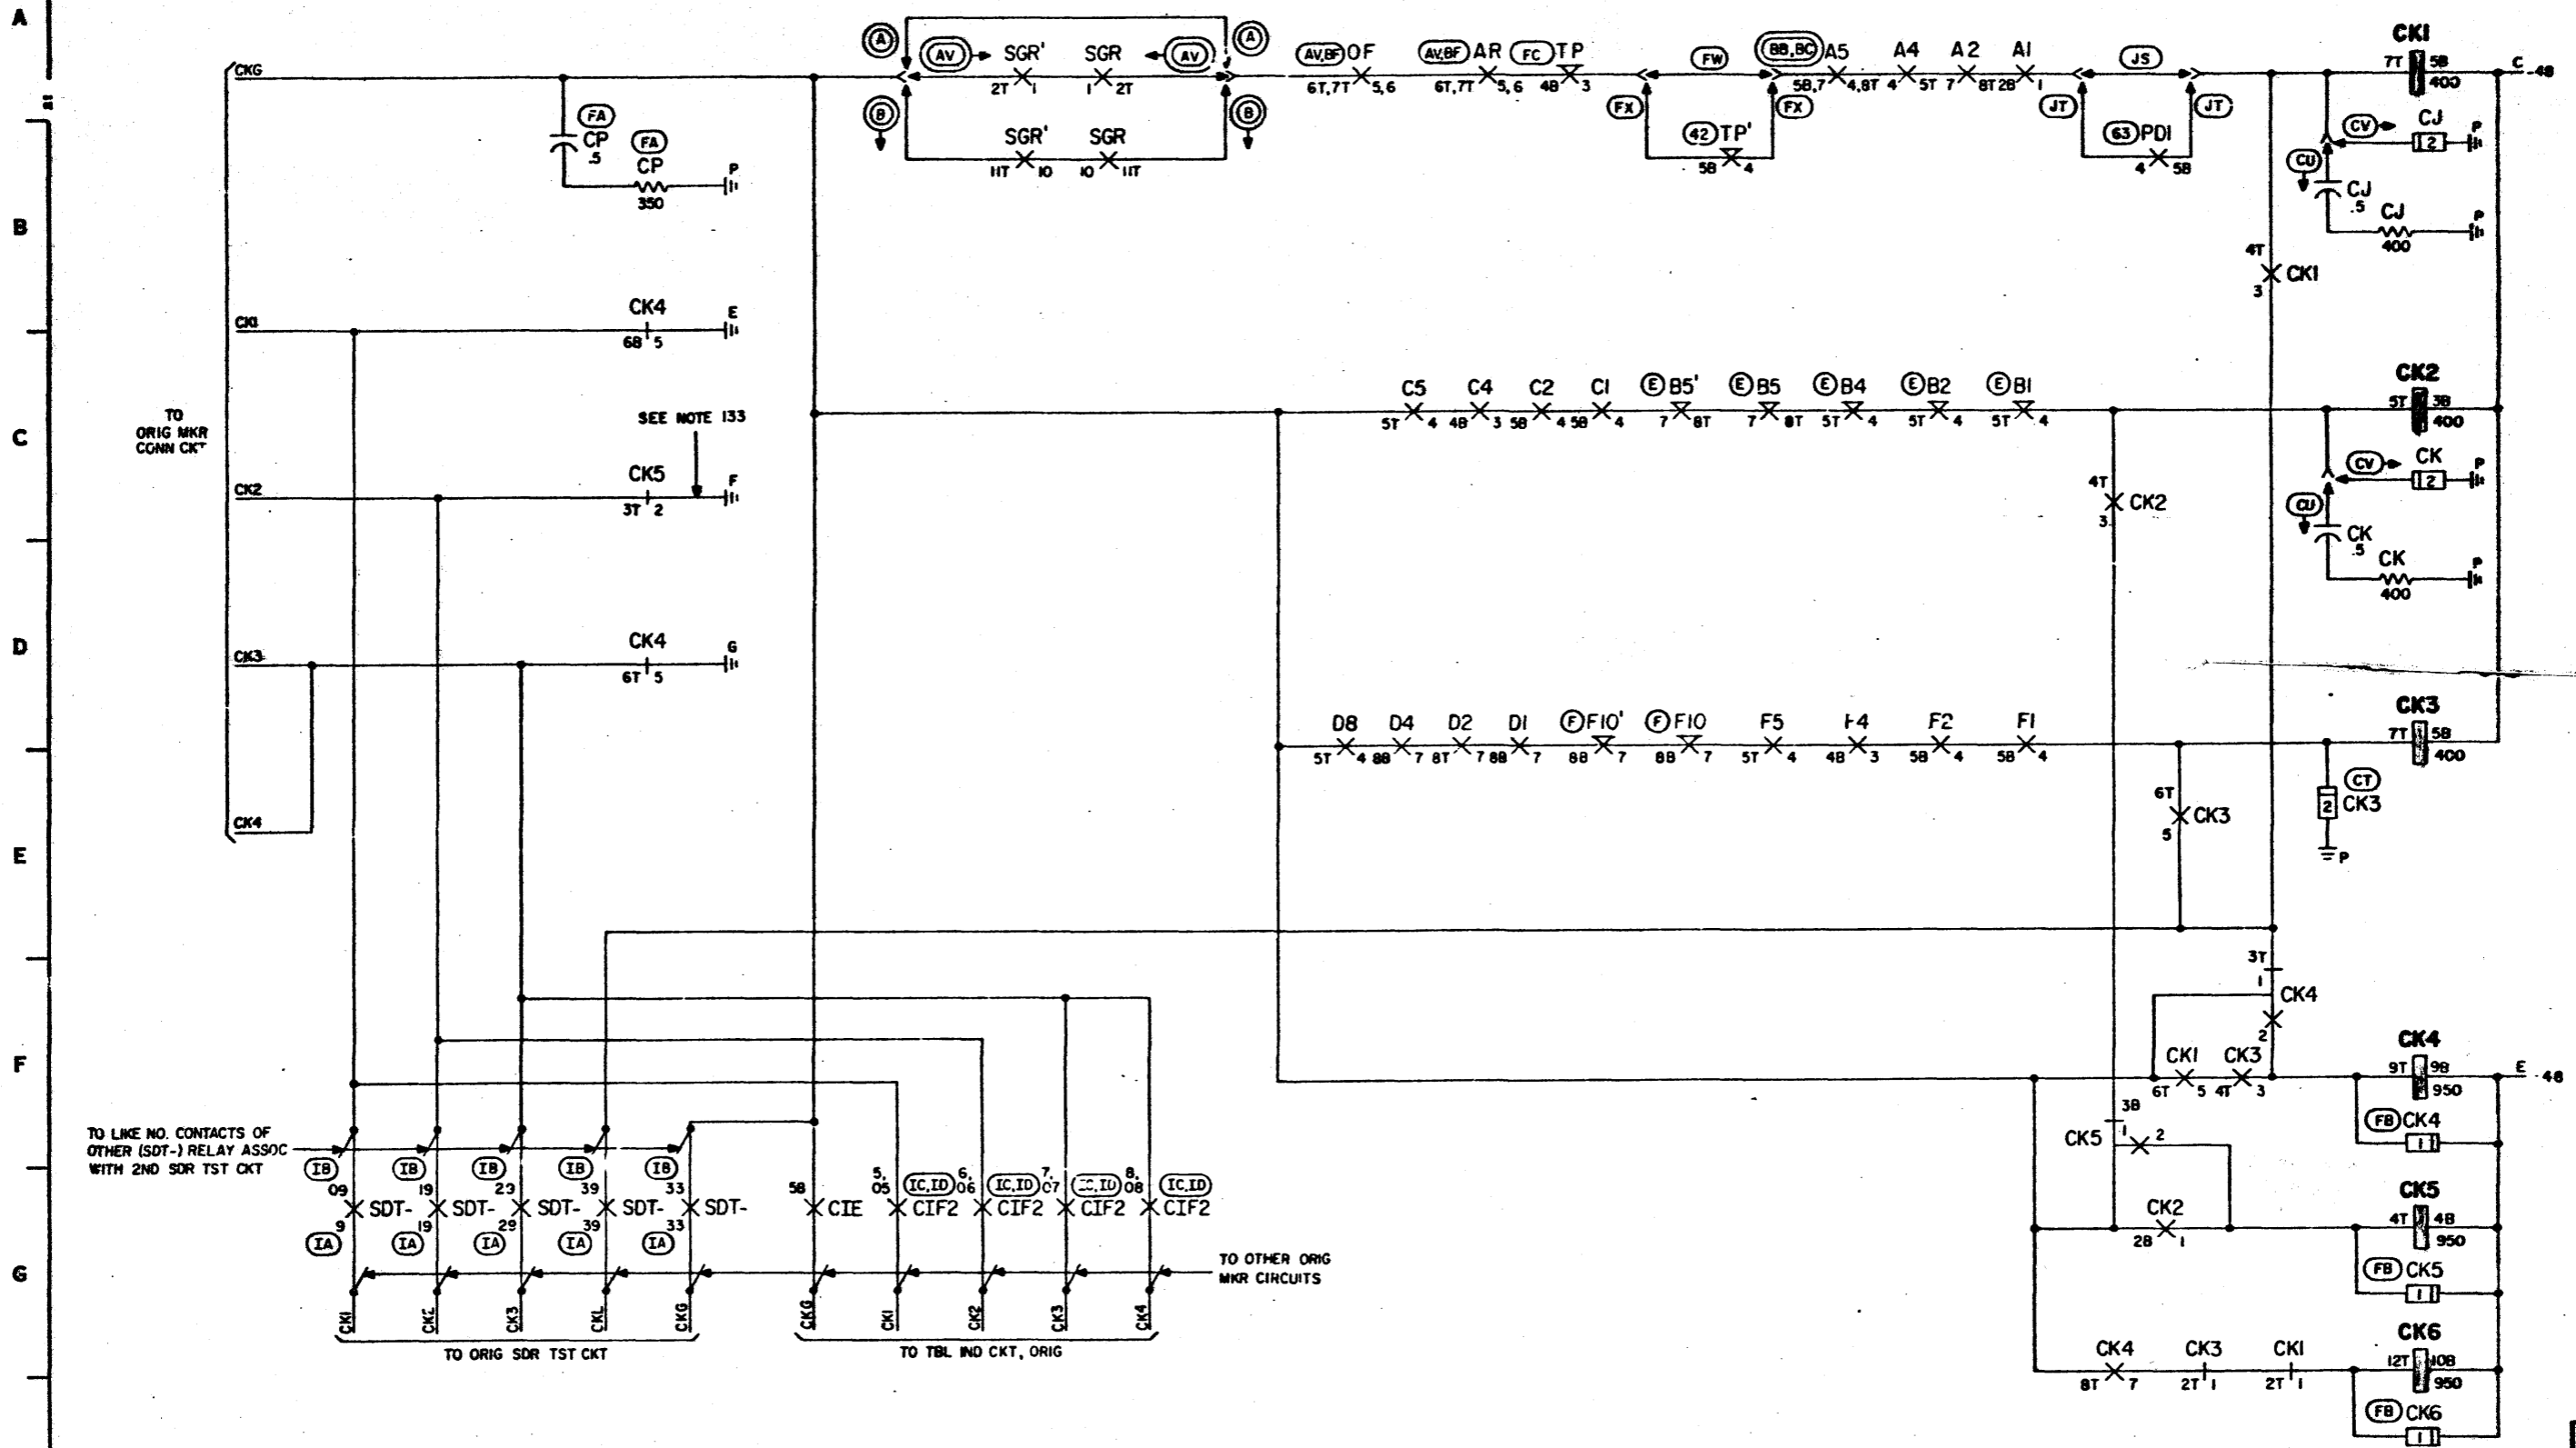 A
CKG
FA
CP
.5
FA
CP
350
P
A
AV
SGR'
2T 1
SGR
1 2T
AV
A
B
SGR'
11T 10
SGR
10 11T
B
AV,BF OF
6T,7T 5,6
AV,BF AR
6T,7T 5,6
FC TP
4B 3
FW
FX
42 TP'
5B 4
FX
BB,BC A5
5B,7 4,8T
A4
4 5T
A2
7 8T
A1
2B 1
JS
JT
63 PD1
4 5B
JT
CK1
7T 5B
400
C -48
CV
CJ
2
P
CU
CJ
.5
CJ
400
P
B
4T
CK1
3
CK1
CK4
6B 5
E
TO
ORIG MKR
CONN CKT
C
SEE NOTE 133
CK2
CK5
3T 2
F
C5
5T 4
C4
4B 3
C2
5B 4
C1
5B 4
E B5'
7 8T
E B5
7 8T
E B4
5T 4
E B2
5T 4
E B1
5T 4
CK2
5T 3B
400
CV
CK
2
P
CU
CK
.5
CK
400
P
4T
CK2
3
D
CK3
CK4
6T 5
G
D8
5T 4
D4
8B 7
D2
8T 7
D1
8B 7
F F10'
8B 7
F F10
8B 7
F5
5T 4
F4
4B 3
F2
5B 4
F1
5B 4
CK3
7T 5B
400
CT
2
CK3
P
6T
CK3
5
CK4
E
3T
1
CK4
2
F
CK1
6T 5
CK3
4T 3
CK4
9T 9B
950
E -48
FB CK4
1
3B
1
CK5
2
TO LIKE NO. CONTACTS OF
OTHER (SDT-) RELAY ASSOC
WITH 2ND SDR TST CKT
IB
09
SDT-
9
IA
IB
19
SDT-
19
IA
IB
29
SDT-
29
IA
IB
39
SDT-
39
IA
IB
33
SDT-
33
IA
5B
CIE
5,
05
IC,ID
CIF2
6,
06
IC,ID
CIF2
7,
07
IC,ID
CIF2
8,
08
IC,ID
CIF2
CK2
2B 1
CK5
4T 4B
950
FB CK5
1
G
TO OTHER ORIG
MKR CIRCUITS
CK1
CK2
CK3
CKL
CKG
CKG
CK1
CK2
CK3
CK4
TO ORIG SDR TST CKT
TO TBL IND CKT, ORIG
CK4
8T 7
CK3
2T 1
CK1
2T 1
CK6
12T 10B
950
FB CK6
1